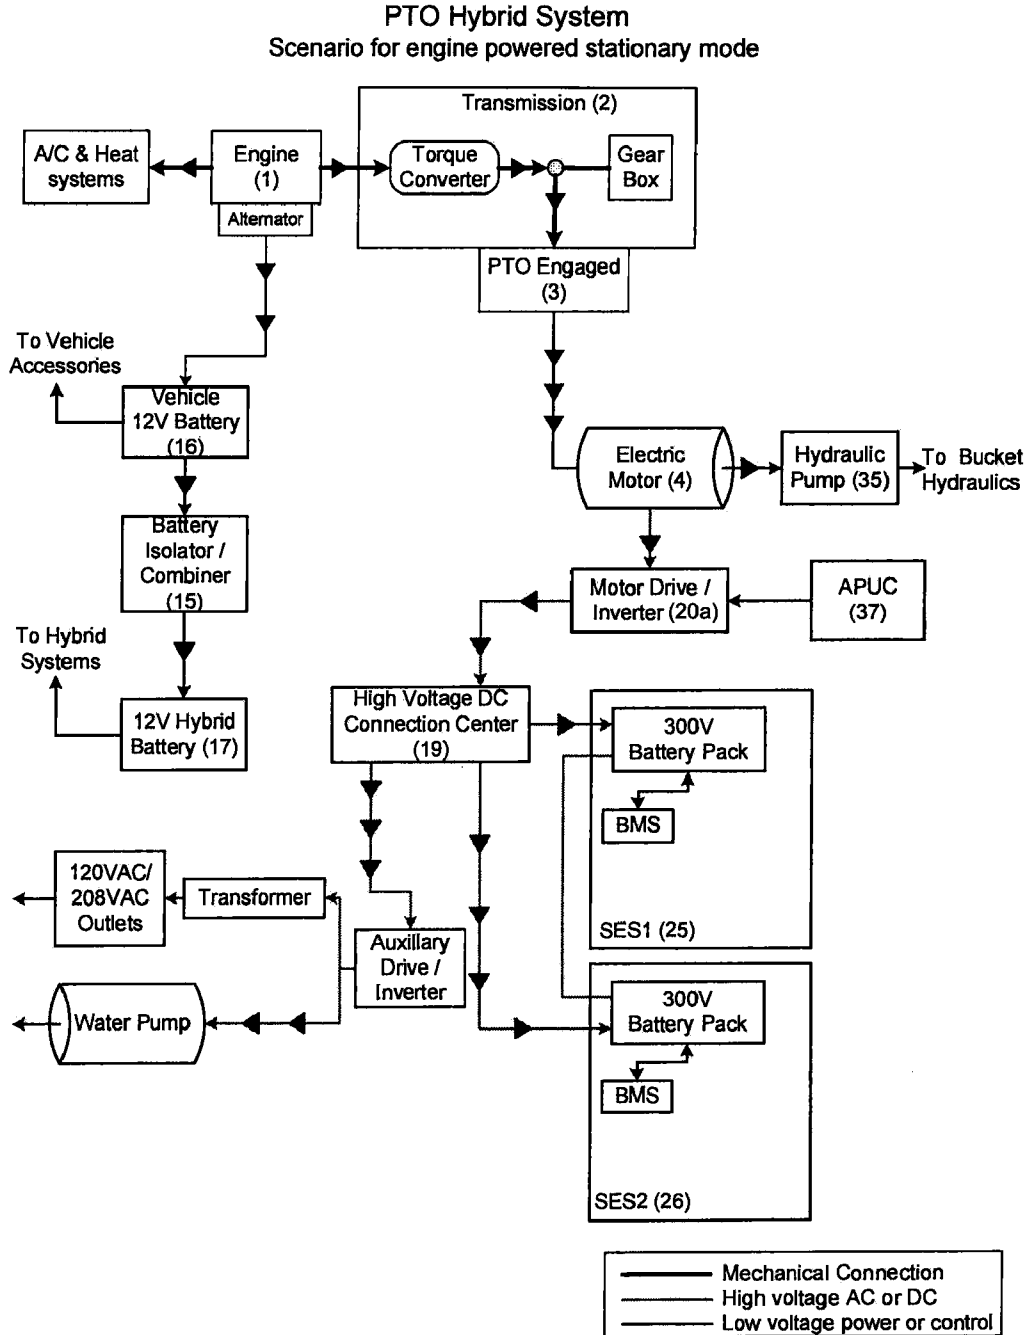 PTO Hybrid System
Scenario for engine powered stationary mode
Transmission (2)
A/C & Heat
systems
Engine
(1)
Alternator
Torque
Converter
Gear
Box
PTO Engaged
(3)
To Vehicle
Accessories
Vehicle
12V Battery
(16)
Electric
Motor (4)
Hydraulic
Pump (35)
To Bucket
Hydraulics
Battery
Isolator /
Combiner
(15)
Motor Drive /
Inverter (20a)
APUC
(37)
To Hybrid
Systems
12V Hybrid
Battery (17)
High Voltage DC
Connection Center
(19)
300V
Battery Pack
BMS
SES1 (25)
120VAC/
208VAC
Outlets
Transformer
Auxillary
Drive /
Inverter
Water Pump
300V
Battery Pack
BMS
SES2 (26)
Mechanical Connection
High voltage AC or DC
Low voltage power or control